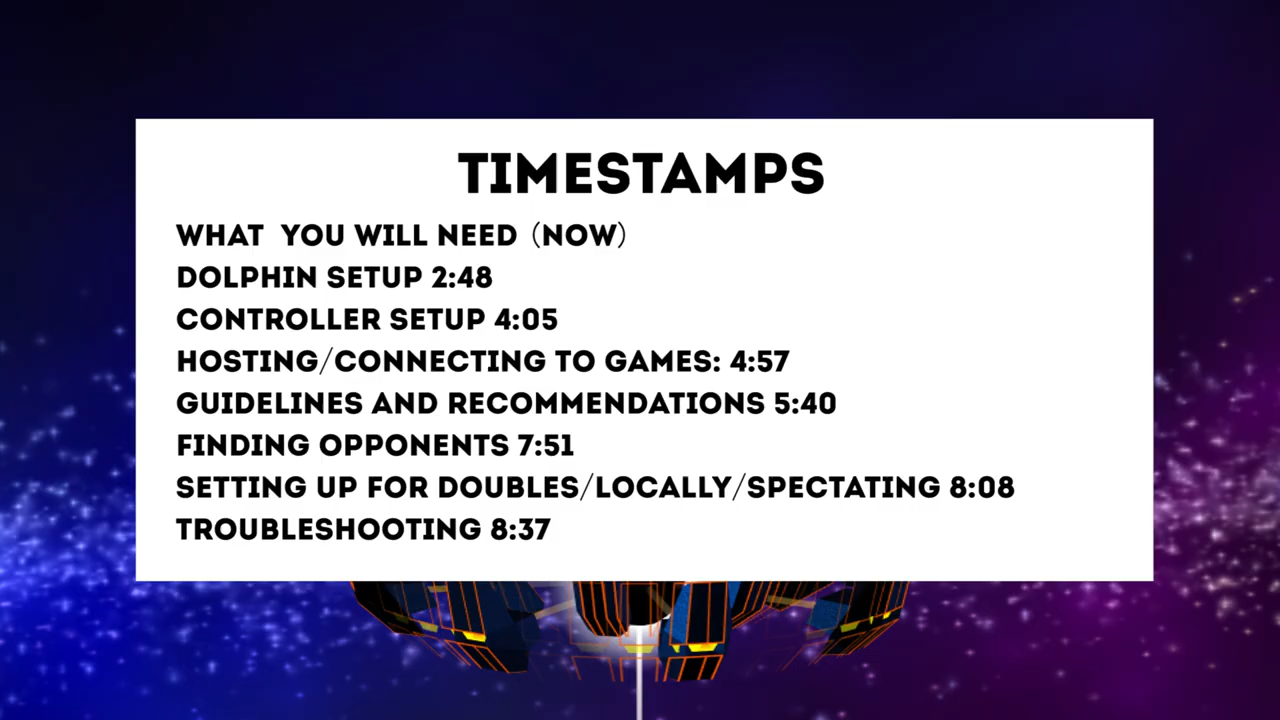 TIMESTAMPS
WHAT YOU WILL NEED (NOW)
DOLPHIN SETUP 2:48
CONTROLLER SETUP 4:05
HOSTING/CONNECTING TO GAMES: 4:57
GUIDELINES AND RECOMMENDATIONS 5:40
FINDING OPPONENTS 7:51
SETTING UP FOR DOUBLES/LOCALLY/SPECTATING 8:08
TROUBLESHOOTING 8:37